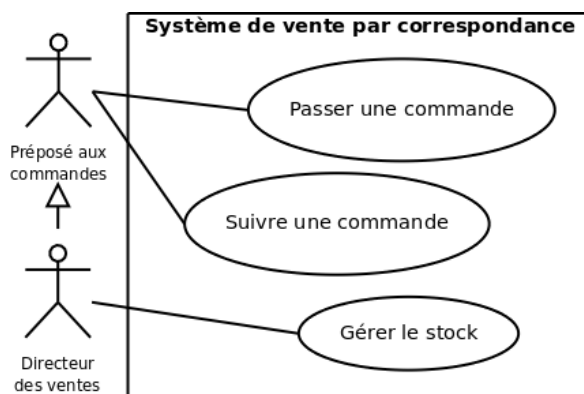 Système de vente par correspondance
Passer une commande
Préposé aux
commandes
Suivre une commande
Gérer le stock
Directeur
des ventes